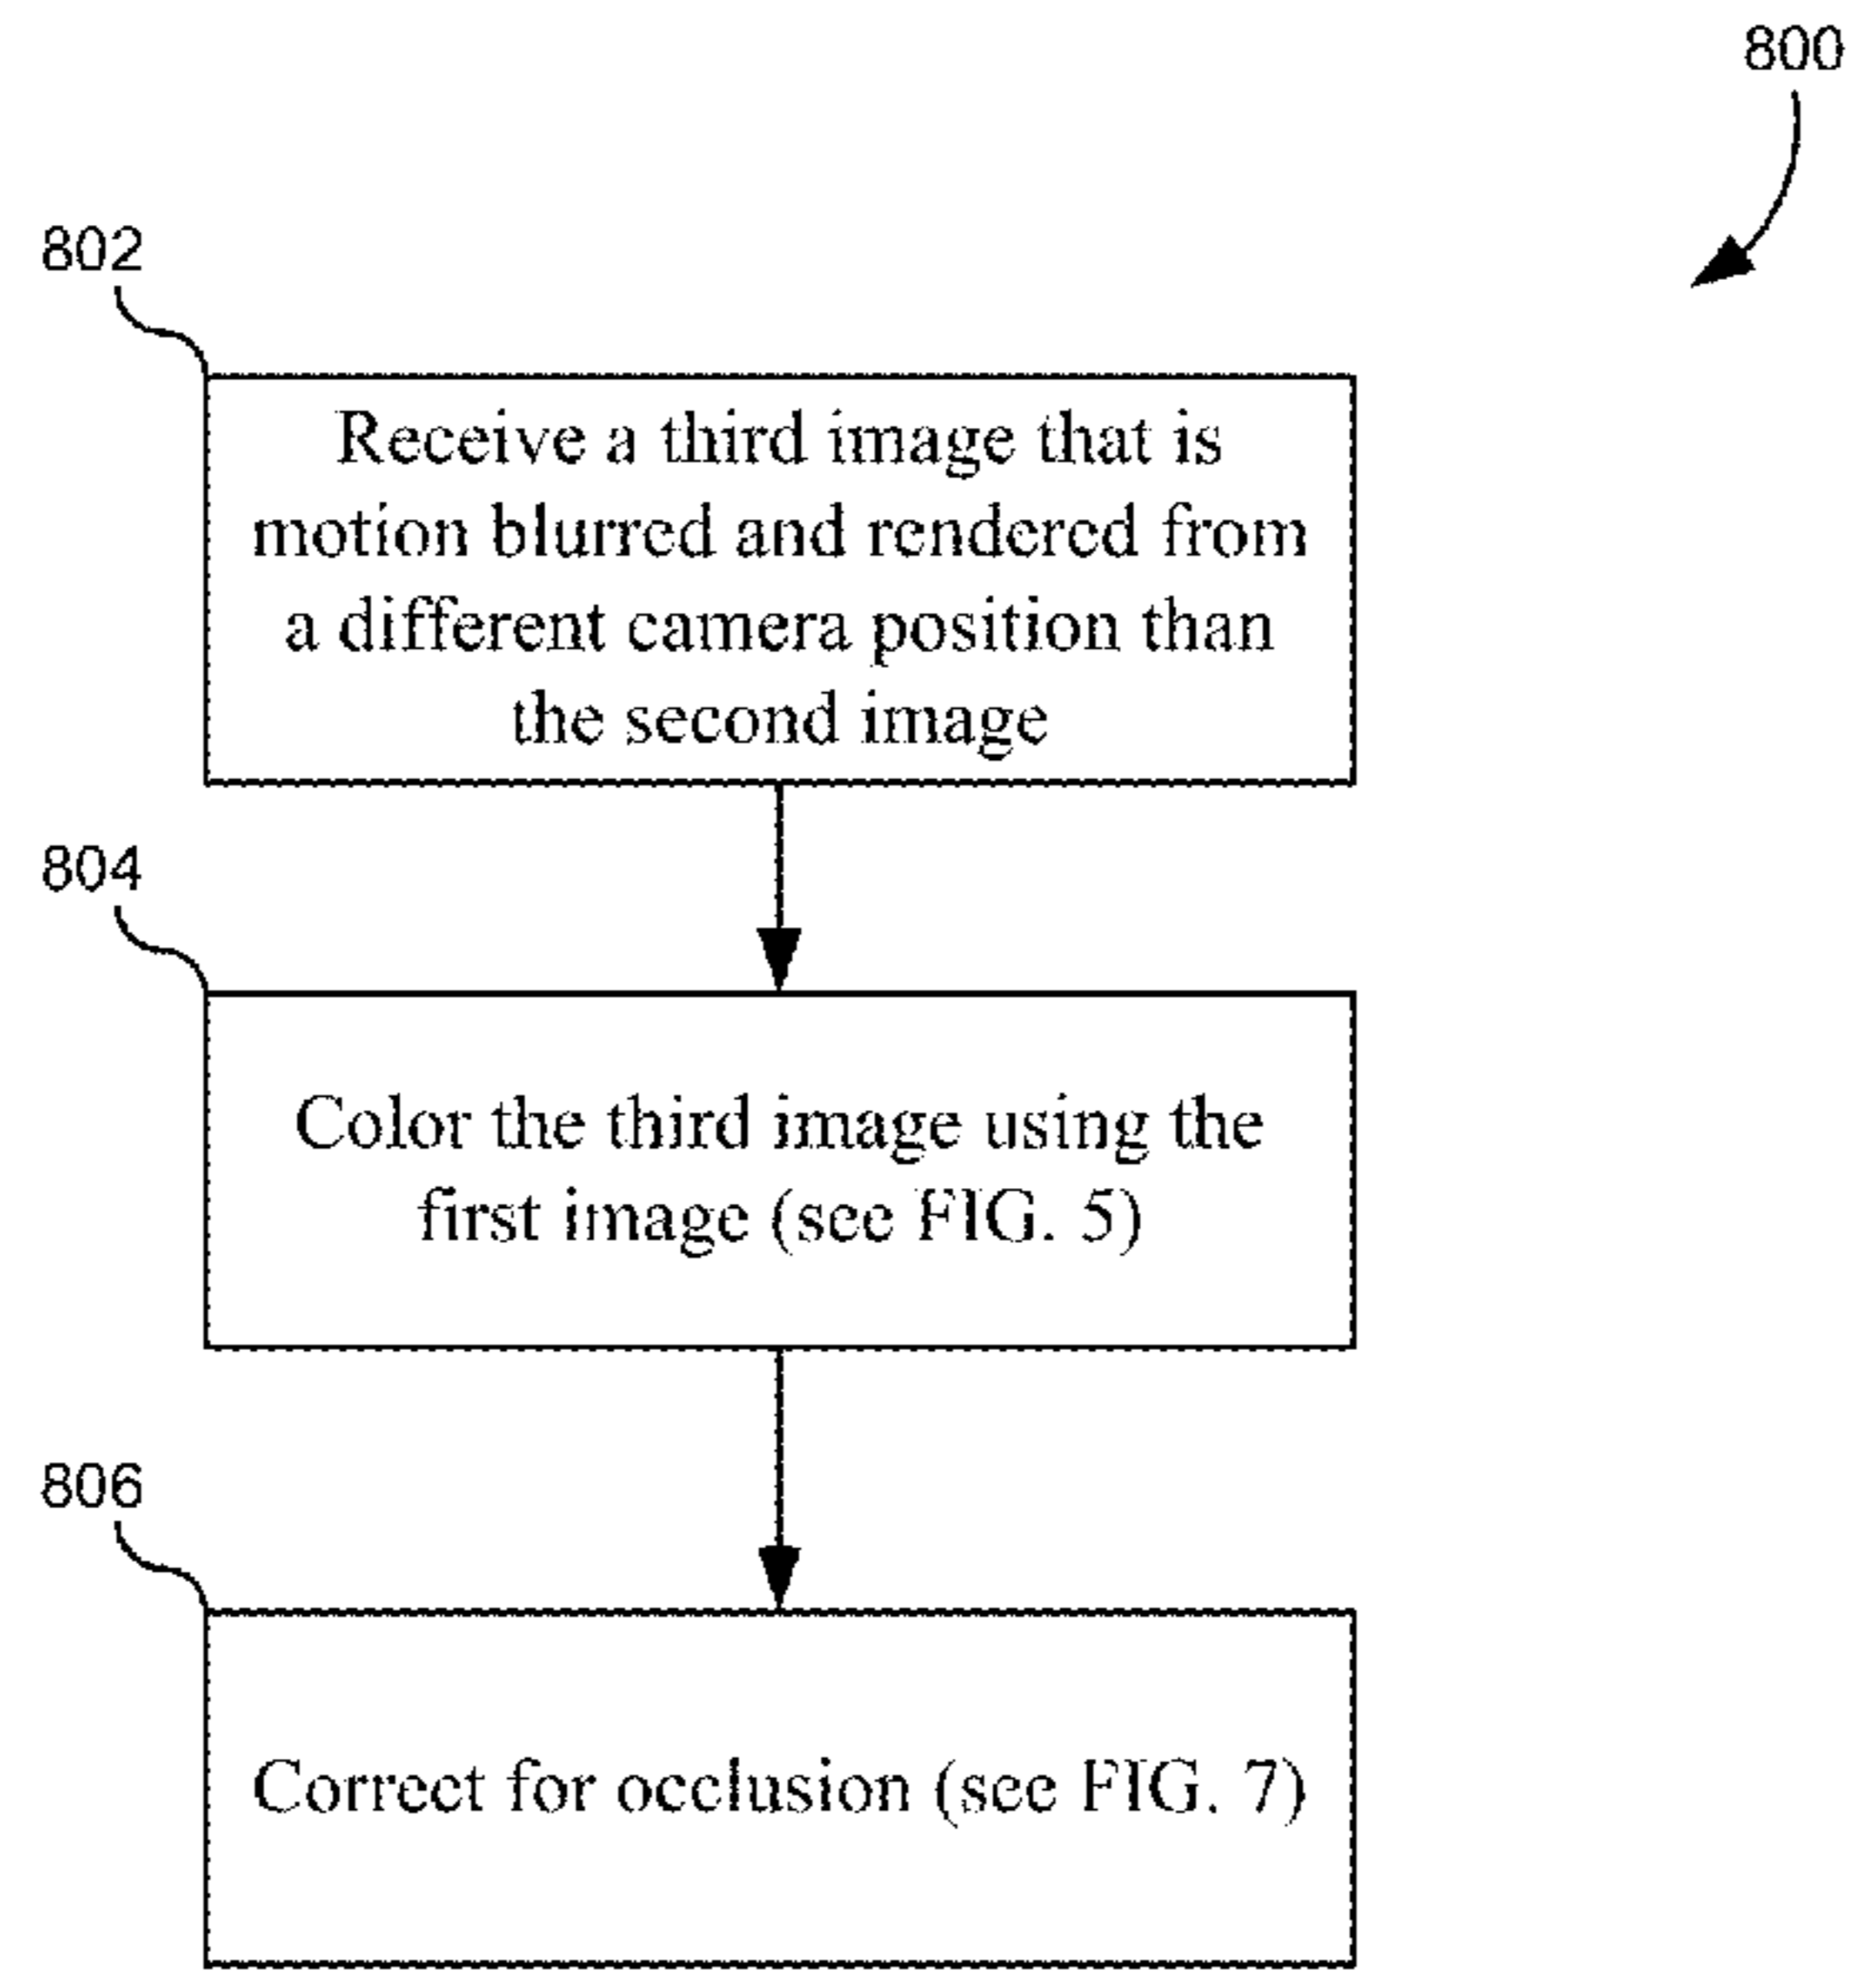 800
802
Receive a third image that is
motion blurred and rendered from
a different camera position than
the second image
804
Color the third image using the
first image (see FIG. 5)
806
Correct for occlusion (see FIG. 7)